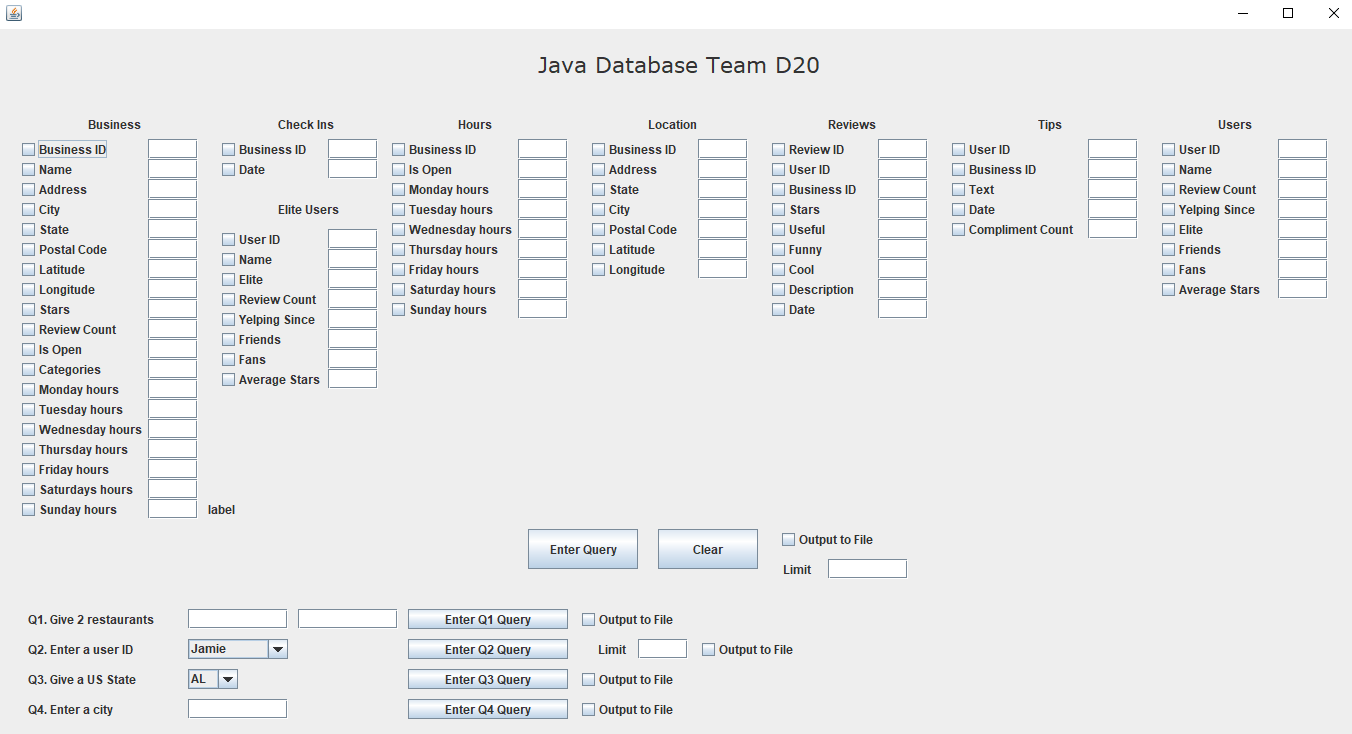 Java Database Team D20
Business
Business ID
Name
Address
City
State
Postal Code
Latitude
Longitude
Stars
Review Count
Is Open
Categories
Monday hours
Tuesday hours
Wednesday hours
Thursday hours
Friday hours
Saturdays hours
Sunday hours
label
Check Ins
Business ID
Date
Elite Users
User ID
Name
Elite
Review Count
Yelping Since
Friends
Fans
Average Stars
Hours
Business ID
Is Open
Monday hours
Tuesday hours
Wednesday hours
Thursday hours
Friday hours
Saturday hours
Sunday hours
Location
Business ID
Address
State
City
Postal Code
Latitude
Longitude
Reviews
Review ID
User ID
Business ID
Stars
Useful
Funny
Cool
Description
Date
Tips
User ID
Business ID
Text
Date
Compliment Count
Users
User ID
Name
Review Count
Yelping Since
Elite
Friends
Fans
Average Stars
Enter Query
Clear
Output to File
Limit
Q1. Give 2 restaurants
Enter Q1 Query
Output to File
Q2. Enter a user ID
Jamie
Enter Q2 Query
Limit
Output to File
Q3. Give a US State
AL
Enter Q3 Query
Output to File
Q4. Enter a city
Enter Q4 Query
Output to File